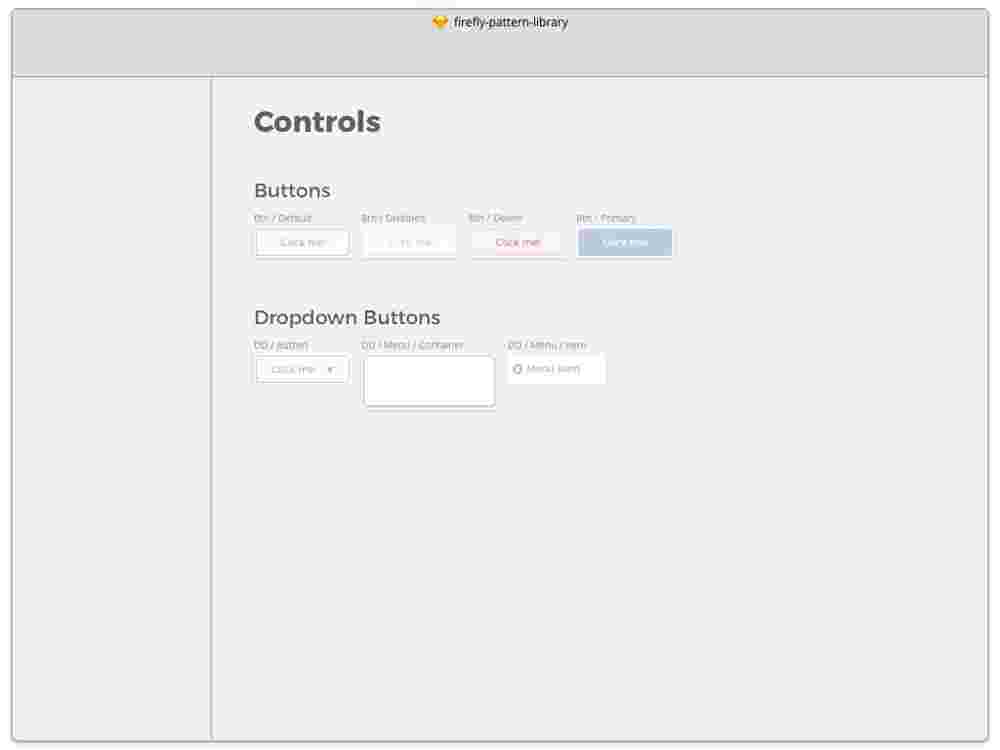 firefly-pattern-library
Controls
Buttons
Btn / Default
Btn / Disabled
Btn /
Btn / Primary
Click me!
Click me!
Click me!
Click me!
Dropdown Buttons
DD / Button
DD / Menu / Container
DD / Menu / Item
Click me
Menu item